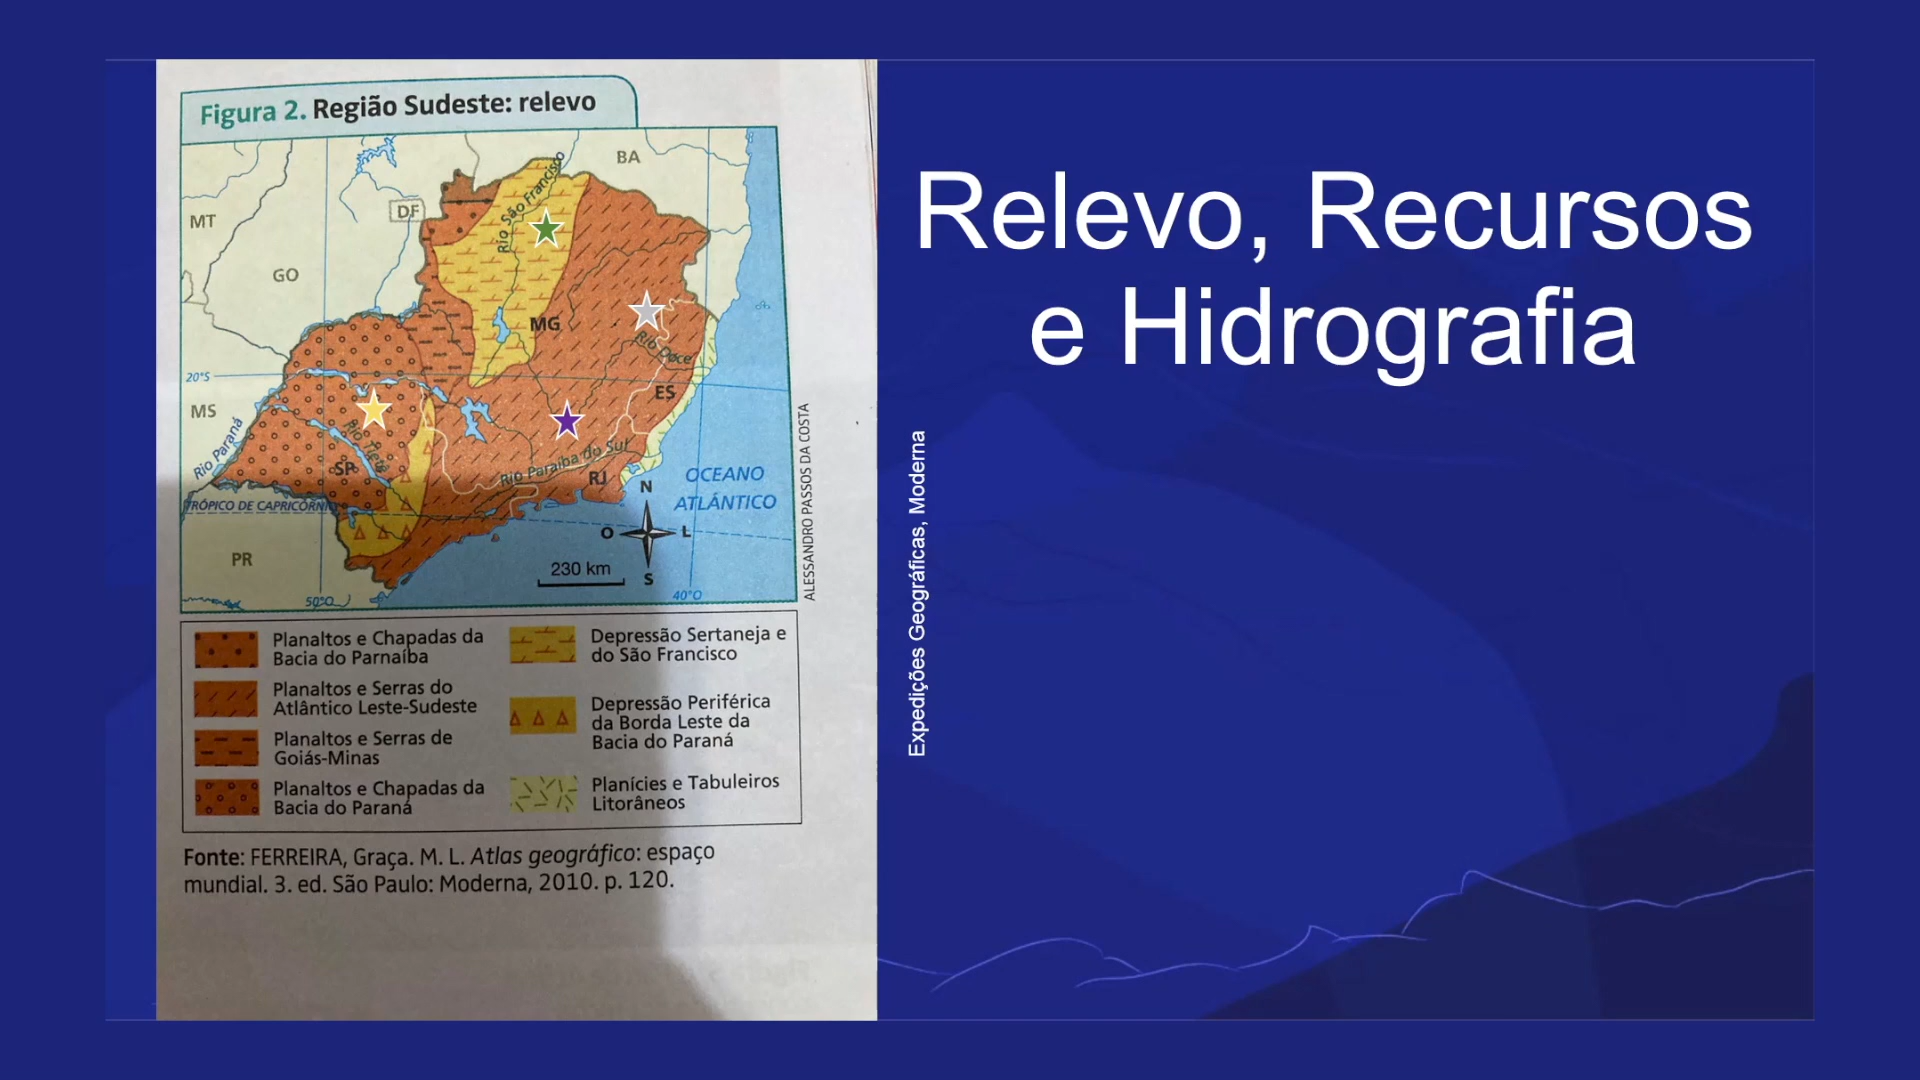 Figura 2. Região Sudeste: relevo
BA
Rio São Francisco
DF
MT
GO
MG
Rio Doce
20°S
ES
MS
Rio Paraná
Rio Tietê
SP
Rio Paraíba do Sul
RJ
OCEANO
ATLÂNTICO
TRÓPICO DE CAPRICÓRNIO
N
O
L
S
PR
230 km
50°O
40°O
ALESSANDRO PASSOS DA COSTA
Planaltos e Chapadas da
Bacia do Parnaíba
Planaltos e Serras do
Atlântico Leste-Sudeste
Planaltos e Serras de
Goiás-Minas
Planaltos e Chapadas da
Bacia do Paraná
Depressão Sertaneja e
do São Francisco
Depressão Periférica
da Borda Leste da
Bacia do Paraná
Planícies e Tabuleiros
Litorâneos
Fonte: FERREIRA, Graça. M. L. Atlas geográfico: espaço
mundial. 3. ed. São Paulo: Moderna, 2010. p. 120.
Relevo, Recursos
e Hidrografia
Expedições Geográficas, Moderna